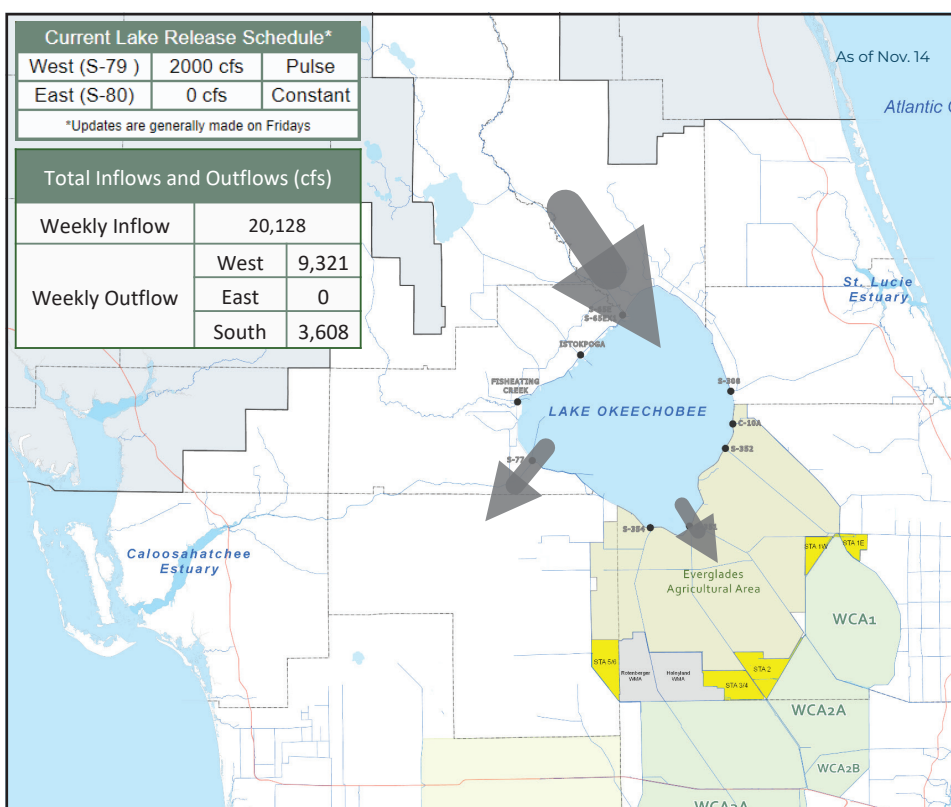 Current Lake Release Schedule*
West (S-79 ) 2000 cfs Pulse
East (S-80) 0 cfs Constant
*Updates are generally made on Fridays
As of Nov. 14
Atlantic
Total Inflows and Outflows (cfs)
Weekly Inflow 20,128
Weekly Outflow
West 9,321
East 0
South 3,608
St. Lucie
Estuary
ISTOKPOGA
FISHEATING
CREEK
LAKE OKEECHOBEE
C-10A
S-352
S-77
S-354
Caloosahatchee
Estuary
Everglades
Agricultural Area
STA 1W
STA 1E
WCA1
STA 5/6
Rotenberger
WMA
Holeyland
WMA
STA 2
STA 3/4
WCA2A
WCA2B
WCA3A